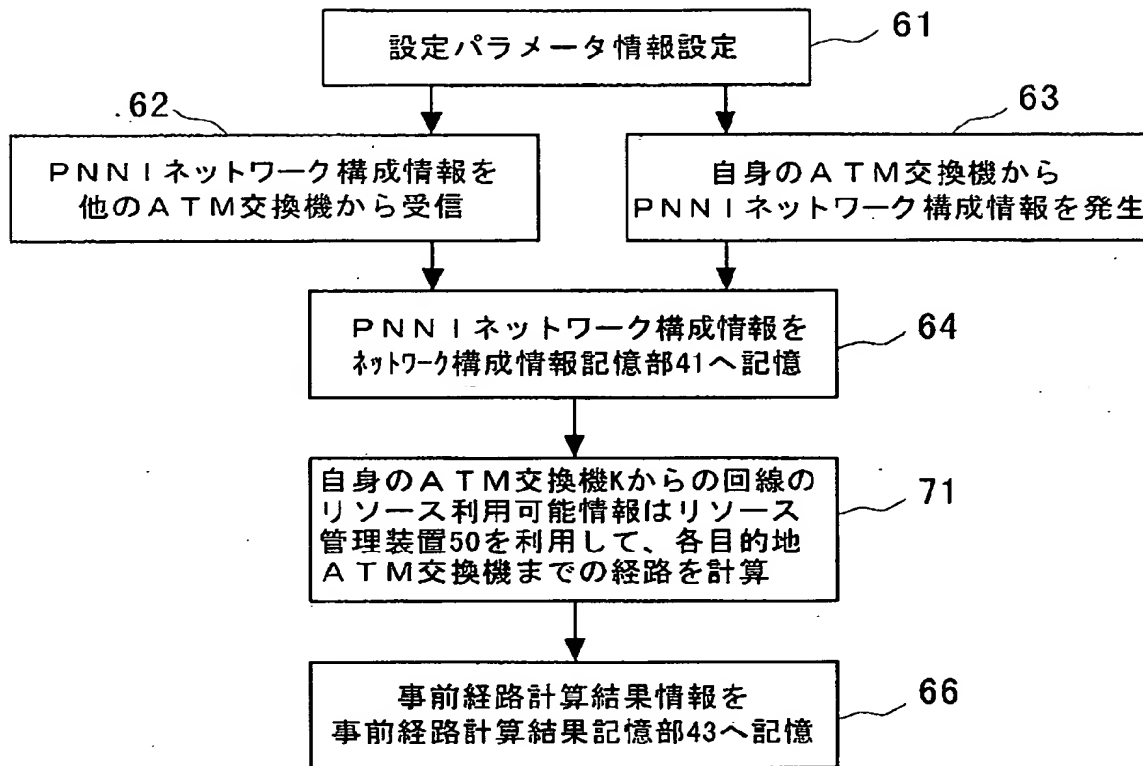 設定パラメータ情報設定
61
.62
63
PNNIネットワーク構成情報を
他のATM交換機から受信
自身のATM交換機から
PNNIネットワーク構成情報を発生
PNNIネットワーク構成情報を
ネットワーク構成情報記憶部41へ記憶
64
自身のATM交換機Kからの回線の
リソース利用可能情報はリソース
管理装置50を利用して、各目的地
ATM交換機までの経路を計算
71
事前経路計算結果情報を
事前経路計算結果記憶部43へ記憶
66